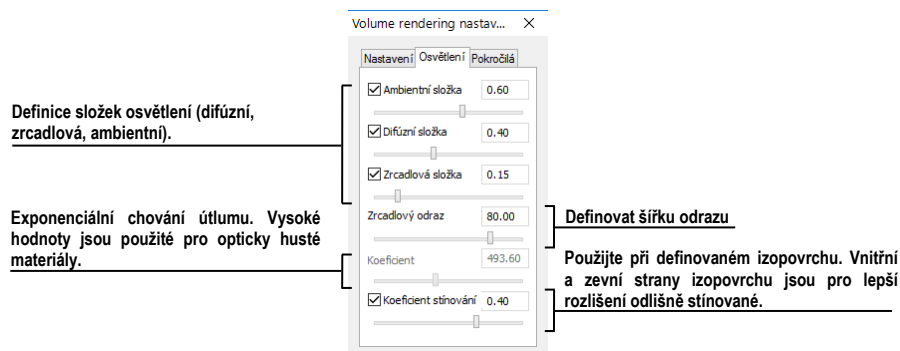 Volume rendering nastav...
Nastavení Osvětlení Pokročilá
Ambientní složka 0.60
Difúzní složka 0.40
Zrcadlová složka 0.15
Zrcadlový odraz 80.00
Koeficient 493.60
Koeficient stínování 0.40
Definice složek osvětlení (difúzní,
zrcadlová, ambientní).
Exponenciální chování útlumu. Vysoké
hodnoty jsou použité pro opticky husté
materiály.
Definovat šířku odrazu
Použijte při definovaném izopovrchu. Vnitřní
a zevní strany izopovrchu jsou pro lepší
rozlišení odlišně stínované.